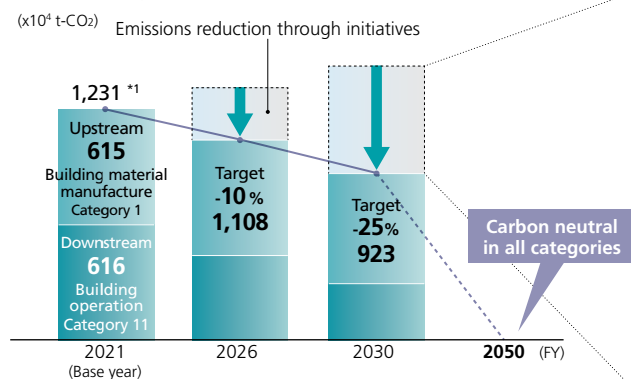 (x10⁴ t-CO₂)
Emissions reduction through initiatives
1,231 *1
Upstream
615
Building material
manufacture
Category 1
Downstream
616
Building
operation
Category 11
Target
-10 %
1,108
Target
-25%
923
Carbon neutral
in all categories
2021
(Base year)
2026
2030
2050 (FY)